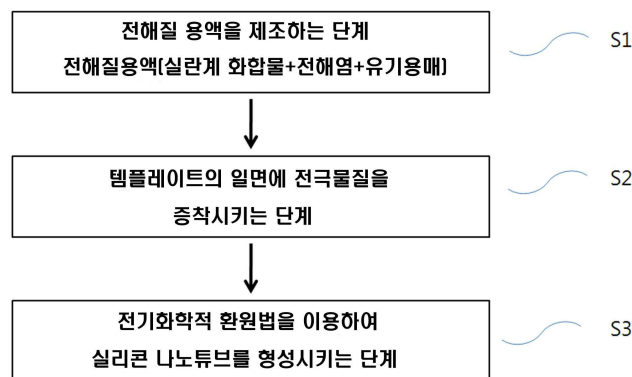 전해질 용액을 제조하는 단계
전해질용액(실란계 화합물+전해염+유기용매)
S1
템플레이트의 일면에 전극물질을
증착시키는 단계
S2
전기화학적 환원법을 이용하여
실리콘 나노튜브를 형성시키는 단계
S3